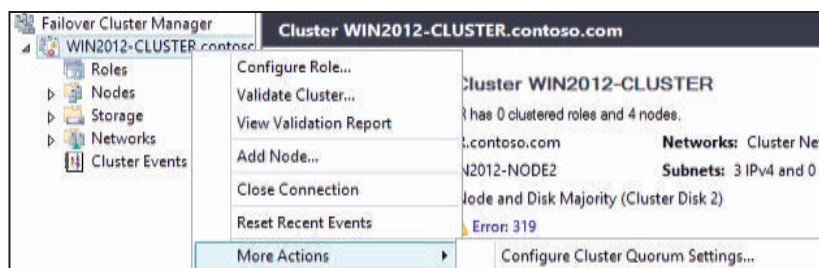 Failover Cluster Manager
WIN2012-CLUSTER.contosc
Roles
Nodes
Storage
Networks
Cluster Events
Configure Role...
Validate Cluster...
View Validation Report
Add Node...
Close Connection
Reset Recent Events
More Actions
Configure Cluster Quorum Settings...
Cluster WIN2012-CLUSTER.contoso.com
Cluster WIN2012-CLUSTER
R has 0 clustered roles and 4 nodes.
R.contoso.com Networks: Cluster Ne
N2012-NODE2 Subnets: 3 IPv4 and 0
Node and Disk Majority (Cluster Disk 2)
Error: 319